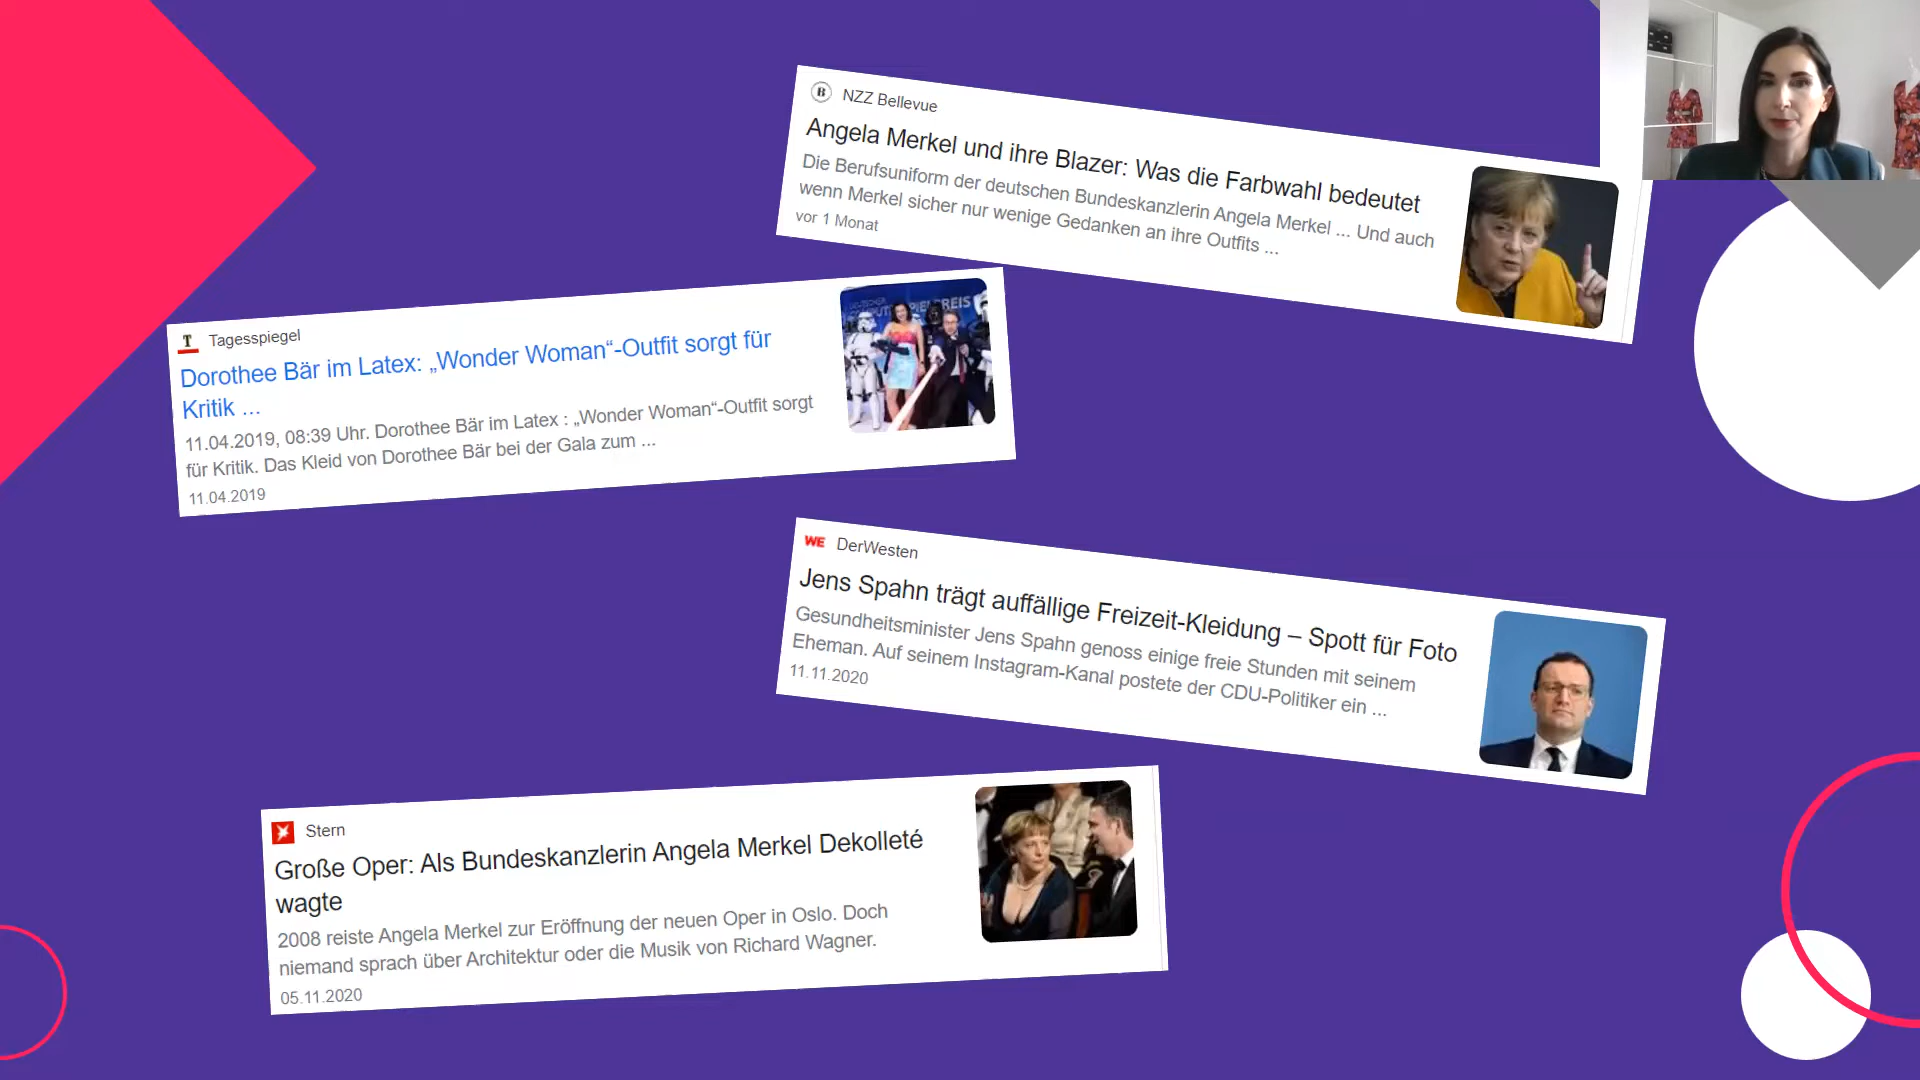 B NZZ Bellevue
Angela Merkel und ihre Blazer: Was die Farbwahl bedeutet
Die Berufsuniform der deutschen Bundeskanzlerin Angela Merkel ... Und auch
wenn Merkel sicher nur wenige Gedanken an ihre Outfits ...
vor 1 Monat
T Tagesspiegel
Dorothee Bär im Latex: „Wonder Woman“-Outfit sorgt für
Kritik ...
11.04.2019, 08:39 Uhr. Dorothee Bär im Latex : „Wonder Woman“-Outfit sorgt
für Kritik. Das Kleid von Dorothee Bär bei der Gala zum ...
11.04.2019
WE DerWesten
Jens Spahn trägt auffällige Freizeit-Kleidung – Spott für Foto
Gesundheitsminister Jens Spahn genoss einige freie Stunden mit seinem
Eheman. Auf seinem Instagram-Kanal postete der CDU-Politiker ein ...
11.11.2020
Stern
Große Oper: Als Bundeskanzlerin Angela Merkel Dekolleté
wagte
2008 reiste Angela Merkel zur Eröffnung der neuen Oper in Oslo. Doch
niemand sprach über Architektur oder die Musik von Richard Wagner.
05.11.2020